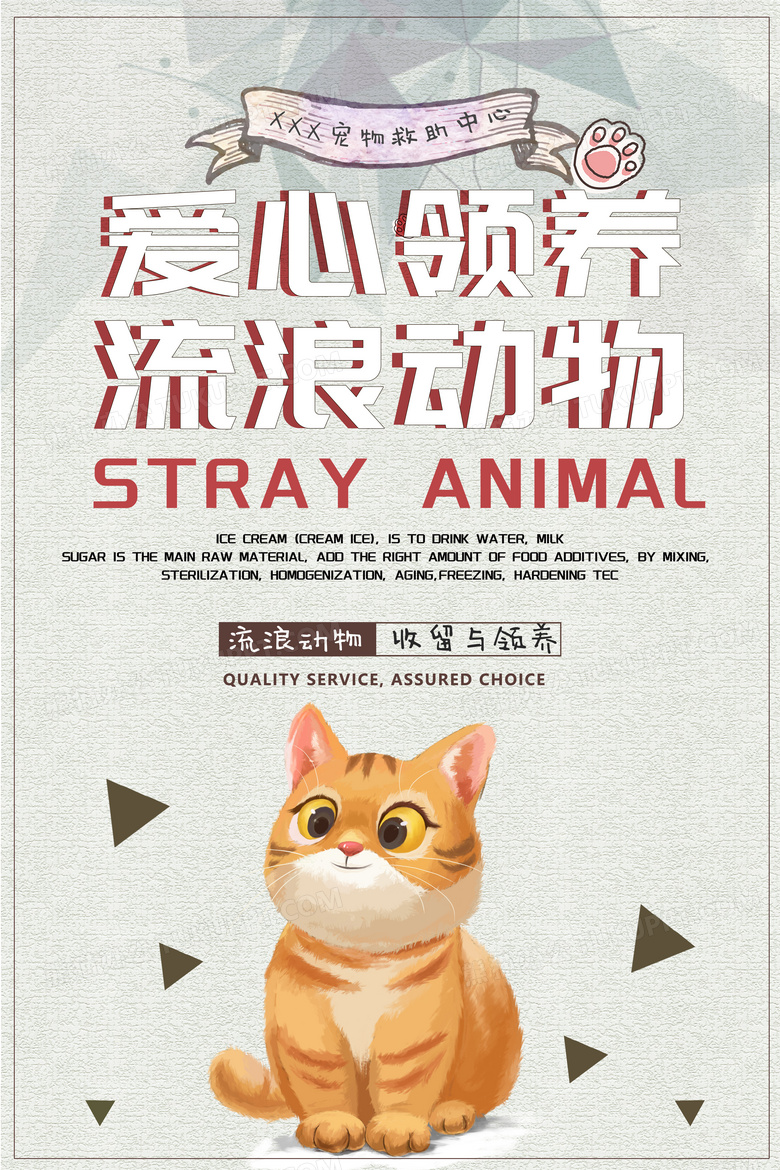 XXX宠物救助中心
爱心领养
流浪动物
STRAY ANIMAL
ICE CREAM (CREAM ICE), IS TO DRINK WATER, MILK
SUGAR IS THE MAIN RAW MATERIAL, ADD THE RIGHT AMOUNT OF FOOD ADDITIVES, BY MIXING,
STERILIZATION, HOMOGENIZATION, AGING,FREEZING, HARDENING TEC
流浪动物 收留与领养
QUALITY SERVICE, ASSURED CHOICE